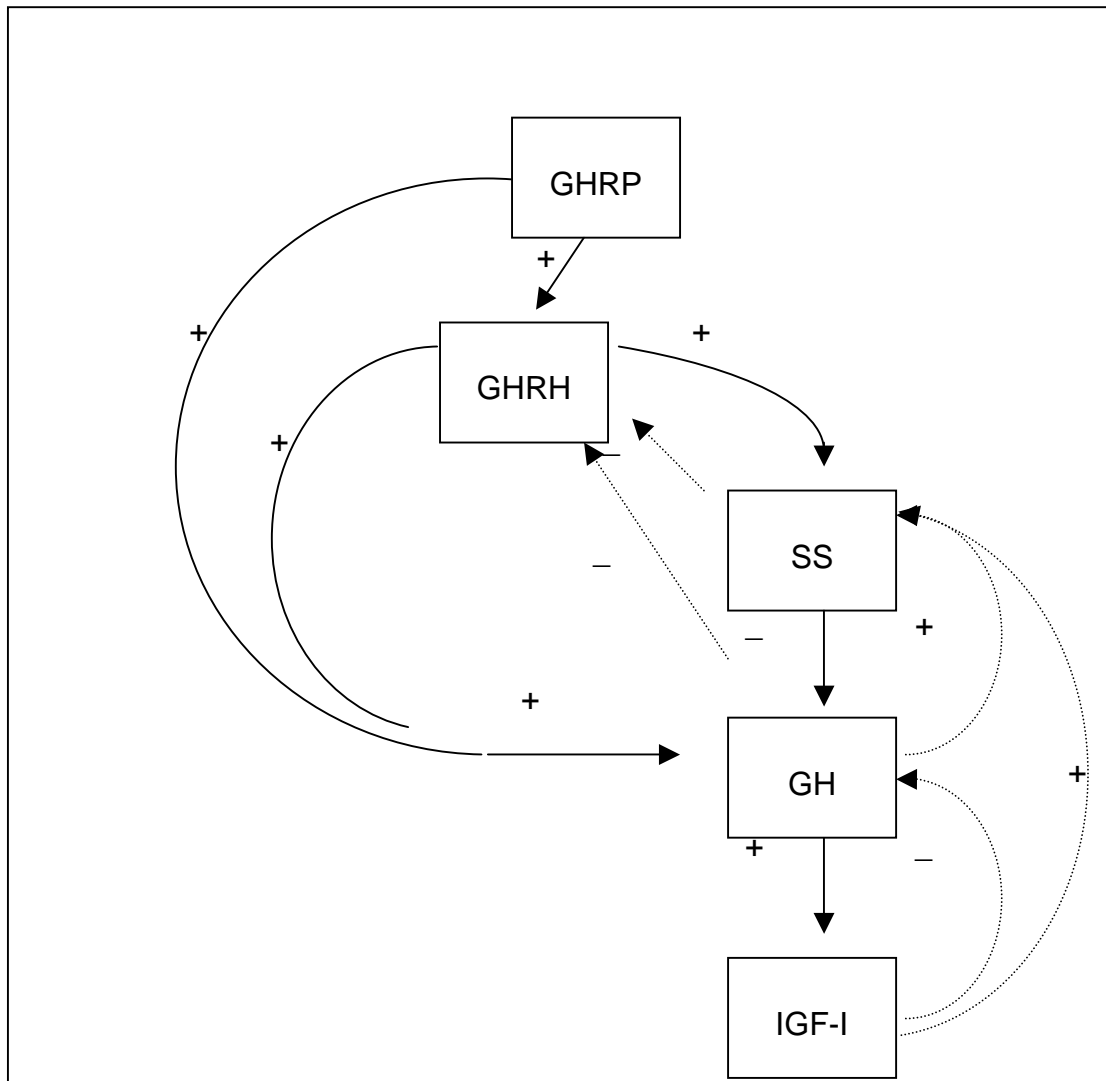 GHRP
+
+
GHRH
+
+
–
SS
–
–
+
+
GH
+
+
–
IGF-I